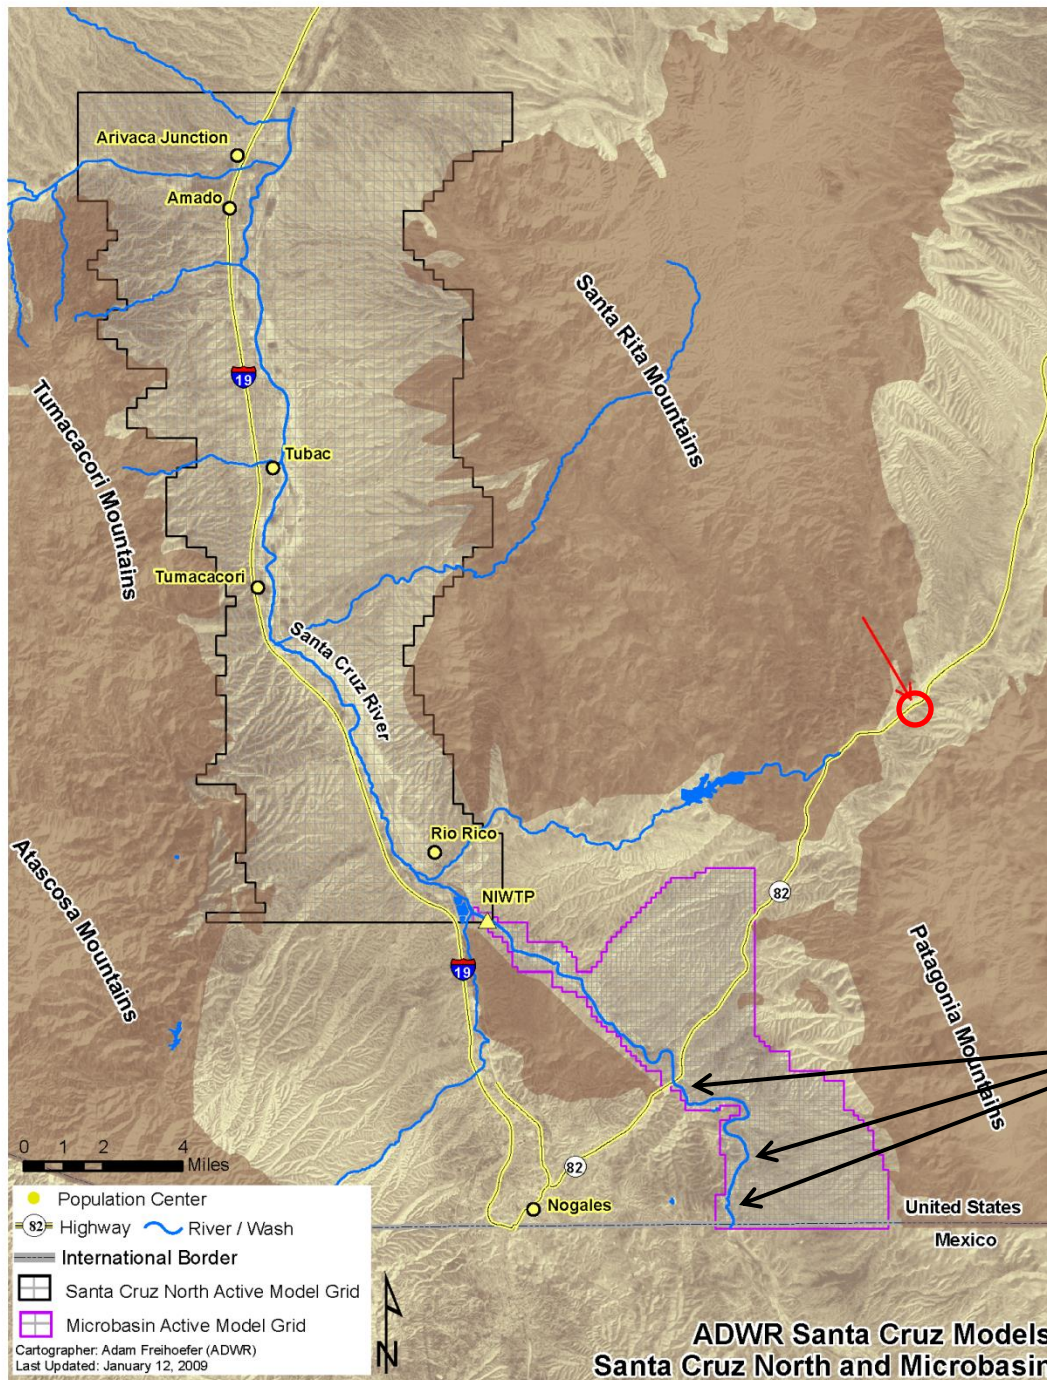 Arivaca Junction
Amado
Santa Rita Mountains
19
Tumacacori Mountains
Tubac
Tumacacori
Santa Cruz River
Rio Rico
NIWTP
82
Atascosa Mountains
19
Patagonia Mountains
0 1 2 4
Miles
82
Nogales
United States
Mexico
Population Center
82 Highway River / Wash
International Border
Santa Cruz North Active Model Grid
Microbasin Active Model Grid
Cartographer: Adam Freihoefer (ADWR)
Last Updated: January 12, 2009
N
ADWR Santa Cruz Models
Santa Cruz North and Microbasin